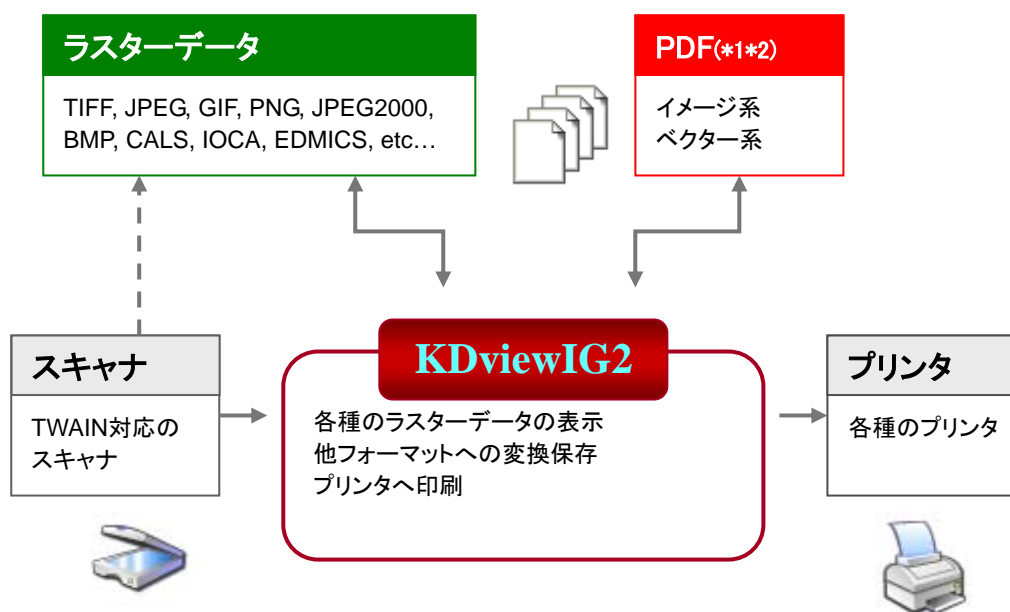 ラスターデータ
TIFF, JPEG, GIF, PNG, JPEG2000,
BMP, CALS, IOCA, EDMICS, etc…
PDF(*1*2)
イメージ系
ベクター系
スキャナ
TWAIN対応の
スキャナ
KDviewIG2
各種のラスターデータの表示
他フォーマットへの変換保存
プリンタへ印刷
プリンタ
各種のプリンタ